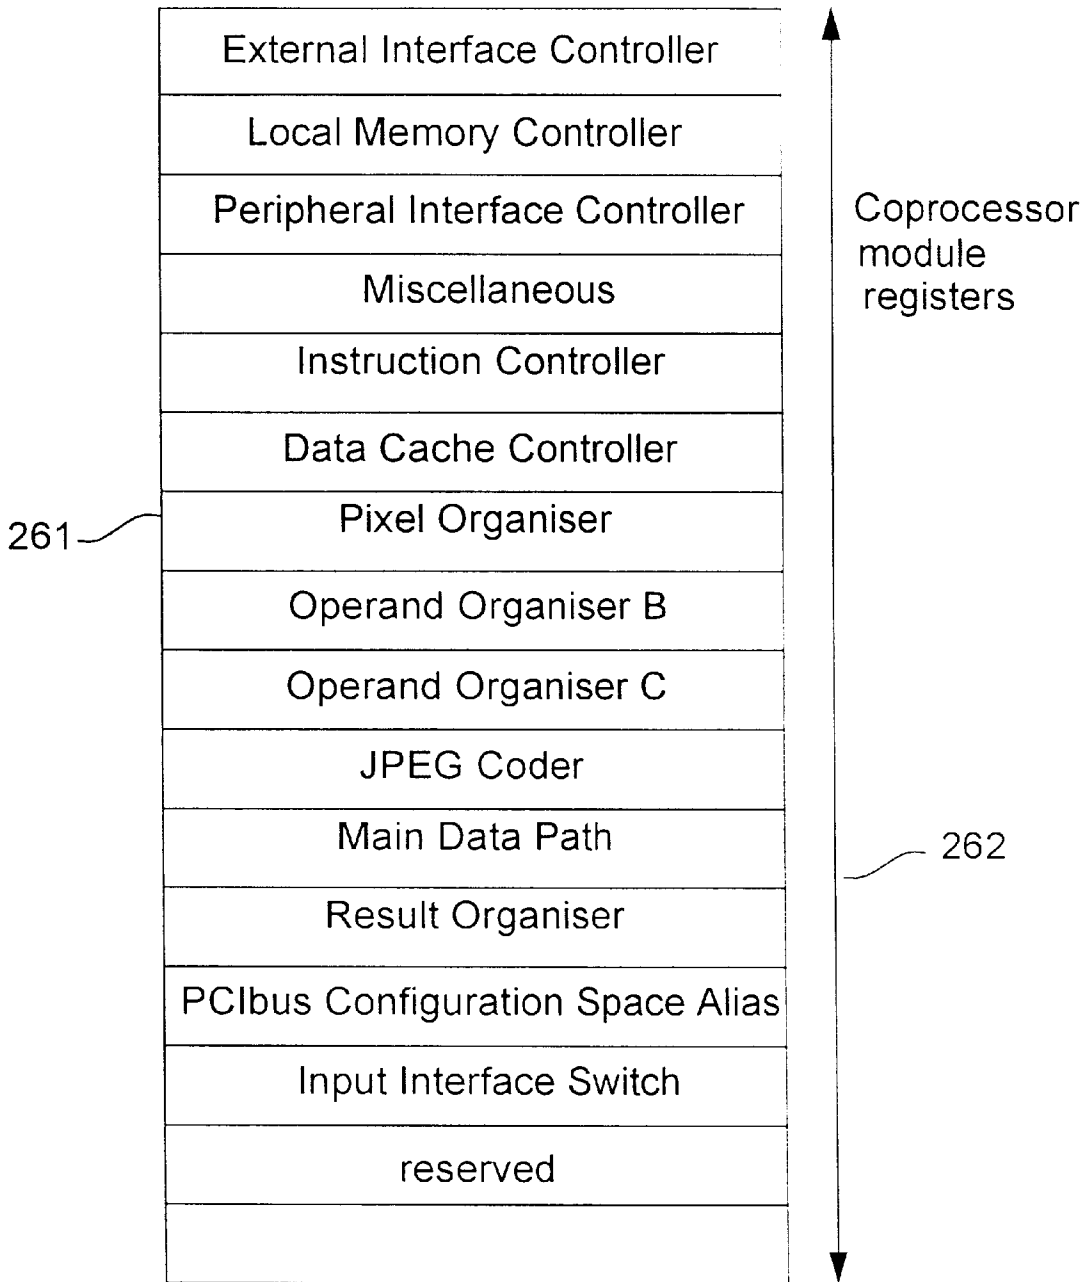 External Interface Controller
Local Memory Controller
Peripheral Interface Controller
Miscellaneous
Instruction Controller
Data Cache Controller
Pixel Organiser
Operand Organiser B
Operand Organiser C
JPEG Coder
Main Data Path
Result Organiser
PCIbus Configuration Space Alias
Input Interface Switch
reserved
Coprocessor
module
registers
261
262